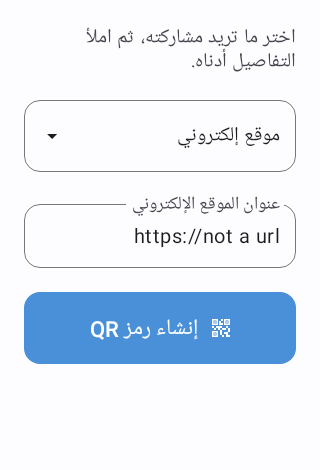 اختر ما تريد مشاركته، ثم املأ
التفاصيل أدناه.
موقع إلكتروني
عنوان الموقع الإلكتروني
https://not a url
إنشاء رمز QR